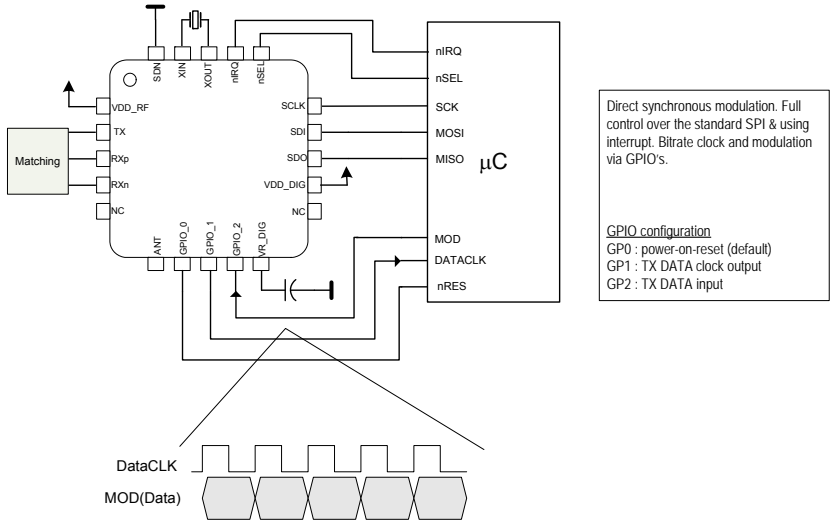 SDN
XIN
XOUT
nIRQ
nSEL
VDD_RF
TX
RXp
RXn
NC
Matching
SCLK
SDI
SDO
VDD_DIG
NC
ANT
GPIO_0
GPIO_1
GPIO_2
VR_DIG
nIRQ
nSEL
SCK
MOSI
MISO
μC
MOD
DATACLK
nRES
Direct synchronous modulation. Full
control over the standard SPI & using
interrupt. Bitrate clock and modulation
via GPIO's.
GPIO configuration
GP0 : power-on-reset (default)
GP1 : TX DATA clock output
GP2 : TX DATA input
DataCLK
MOD(Data)